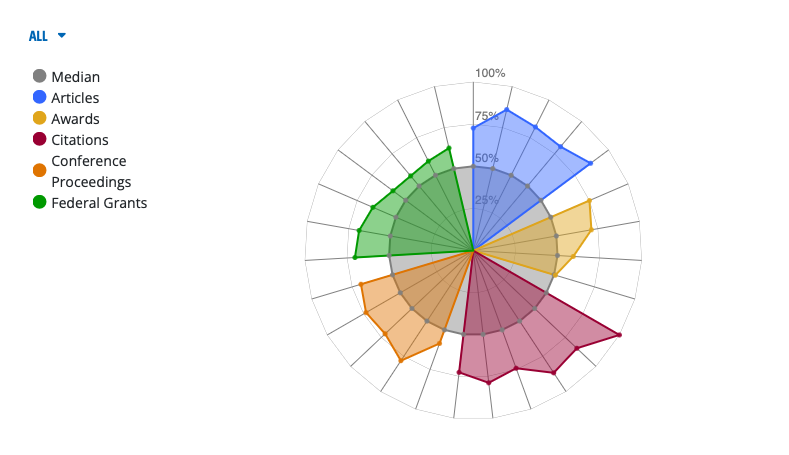 ALL
Median
Articles
Awards
Citations
Conference
Proceedings
Federal Grants
100%
75%
50%
25%